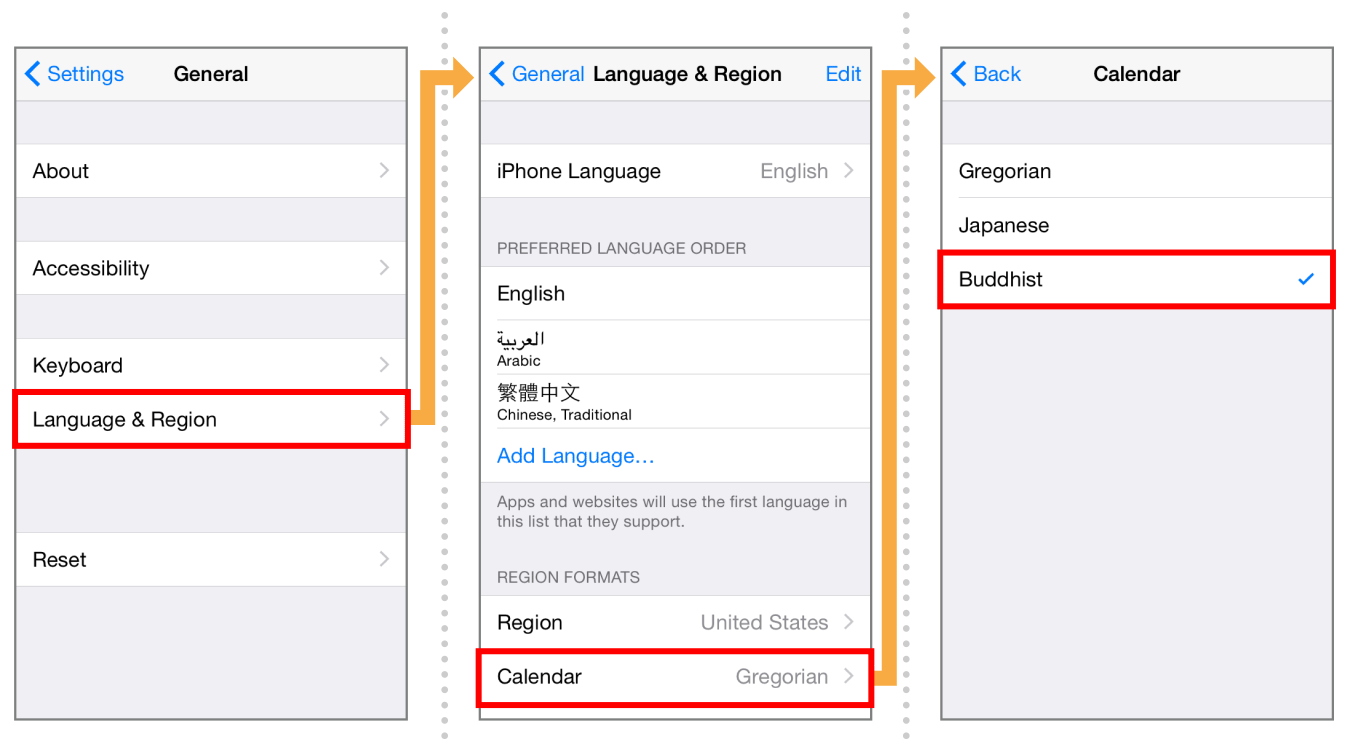 Settings
General
About
Accessibility
Keyboard
Language & Region
Reset
General
Language & Region
Edit
iPhone Language
English
PREFERRED LANGUAGE ORDER
English
العربية
Arabic
繁體中文
Chinese, Traditional
Add Language…
Apps and websites will use the first language in
this list that they support.
REGION FORMATS
Region
United States
Calendar
Gregorian
Back
Calendar
Gregorian
Japanese
Buddhist